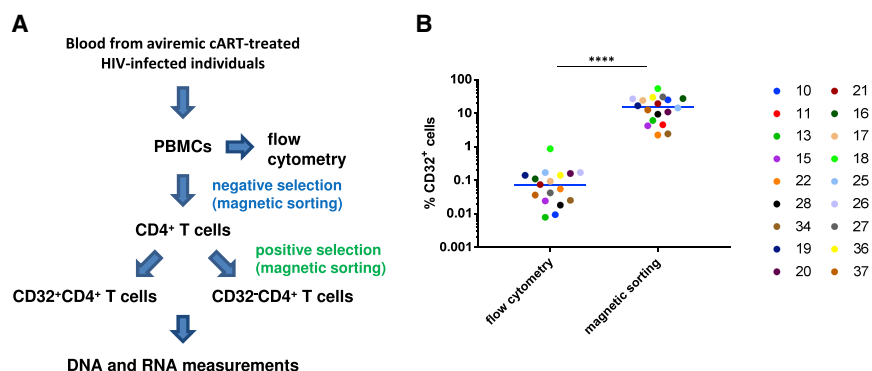 A
Blood from aviremic cART-treated
HIV-infected individuals
PBMCs
flow
cytometry
negative selection
(magnetic sorting)
CD4⁺ T cells
positive selection
(magnetic sorting)
CD32⁺CD4⁺ T cells
CD32⁻CD4⁺ T cells
DNA and RNA measurements
B
****
% CD32⁺ cells
100
10
1
0.1
0.01
0.001
flow cytometry
magnetic sorting
10 21
11 16
13 17
15 18
22 25
28 26
34 27
19 36
20 37